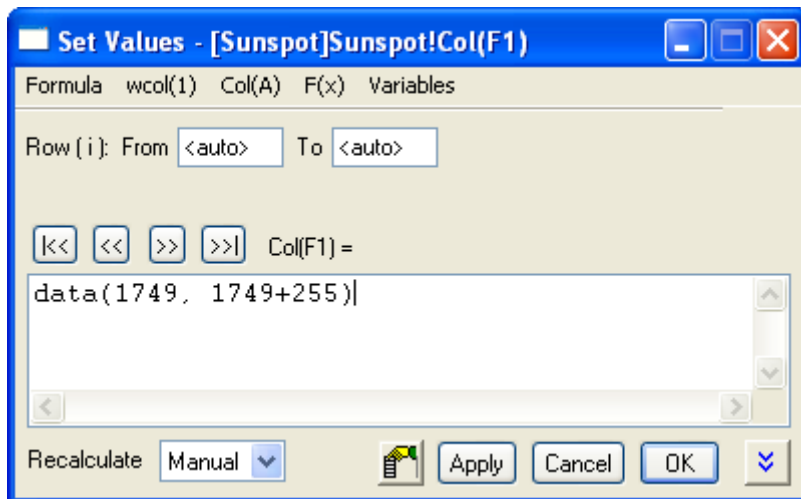 Set Values - [Sunspot]Sunspot!Col(F1)
Formula wcol(1) Col(A) F(x) Variables
Row (i): From <auto> To <auto>
|<< << >> >>| Col(F1) =
data(1749, 1749+255)
Recalculate Manual Apply Cancel OK